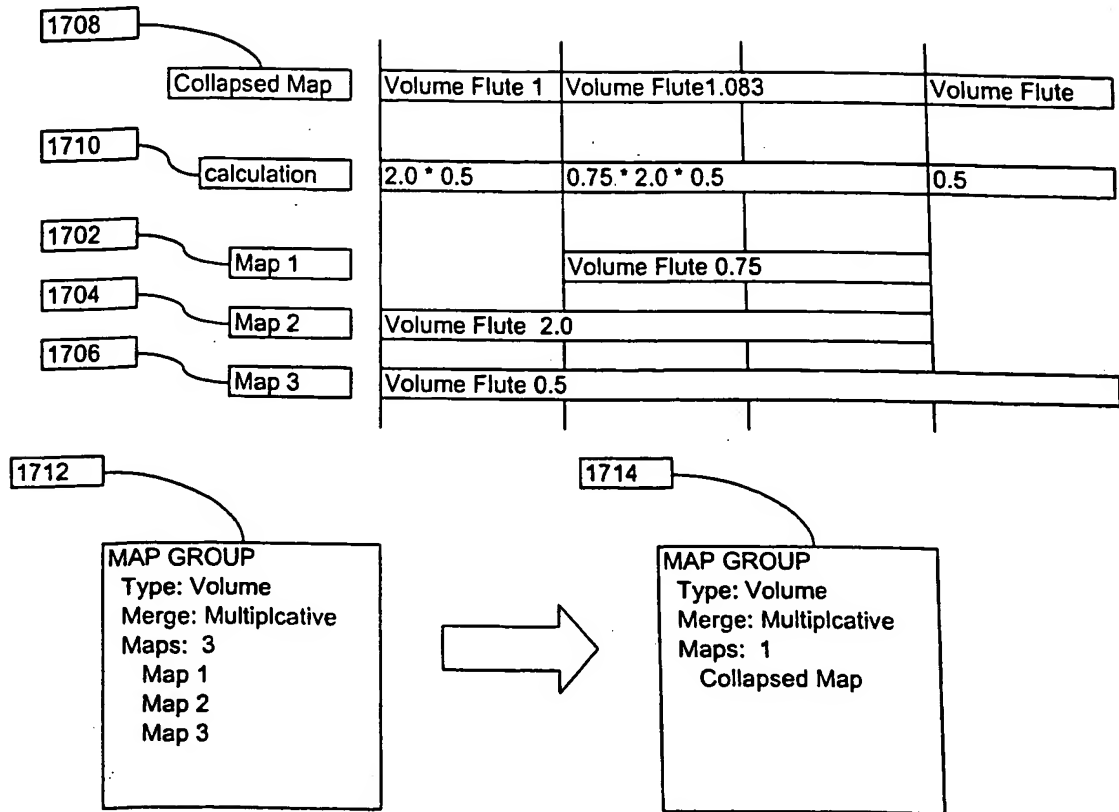 1708
Collapsed Map
Volume Flute 1
Volume Flute1.083
Volume Flute
1710
calculation
2.0 * 0.5
0.75 * 2.0 * 0.5
0.5
1702
Map 1
Volume Flute 0.75
1704
Map 2
Volume Flute 2.0
1706
Map 3
Volume Flute 0.5
1712
MAP GROUP
Type: Volume
Merge: Multiplcative
Maps: 3
Map 1
Map 2
Map 3
1714
MAP GROUP
Type: Volume
Merge: Multiplcative
Maps: 1
Collapsed Map